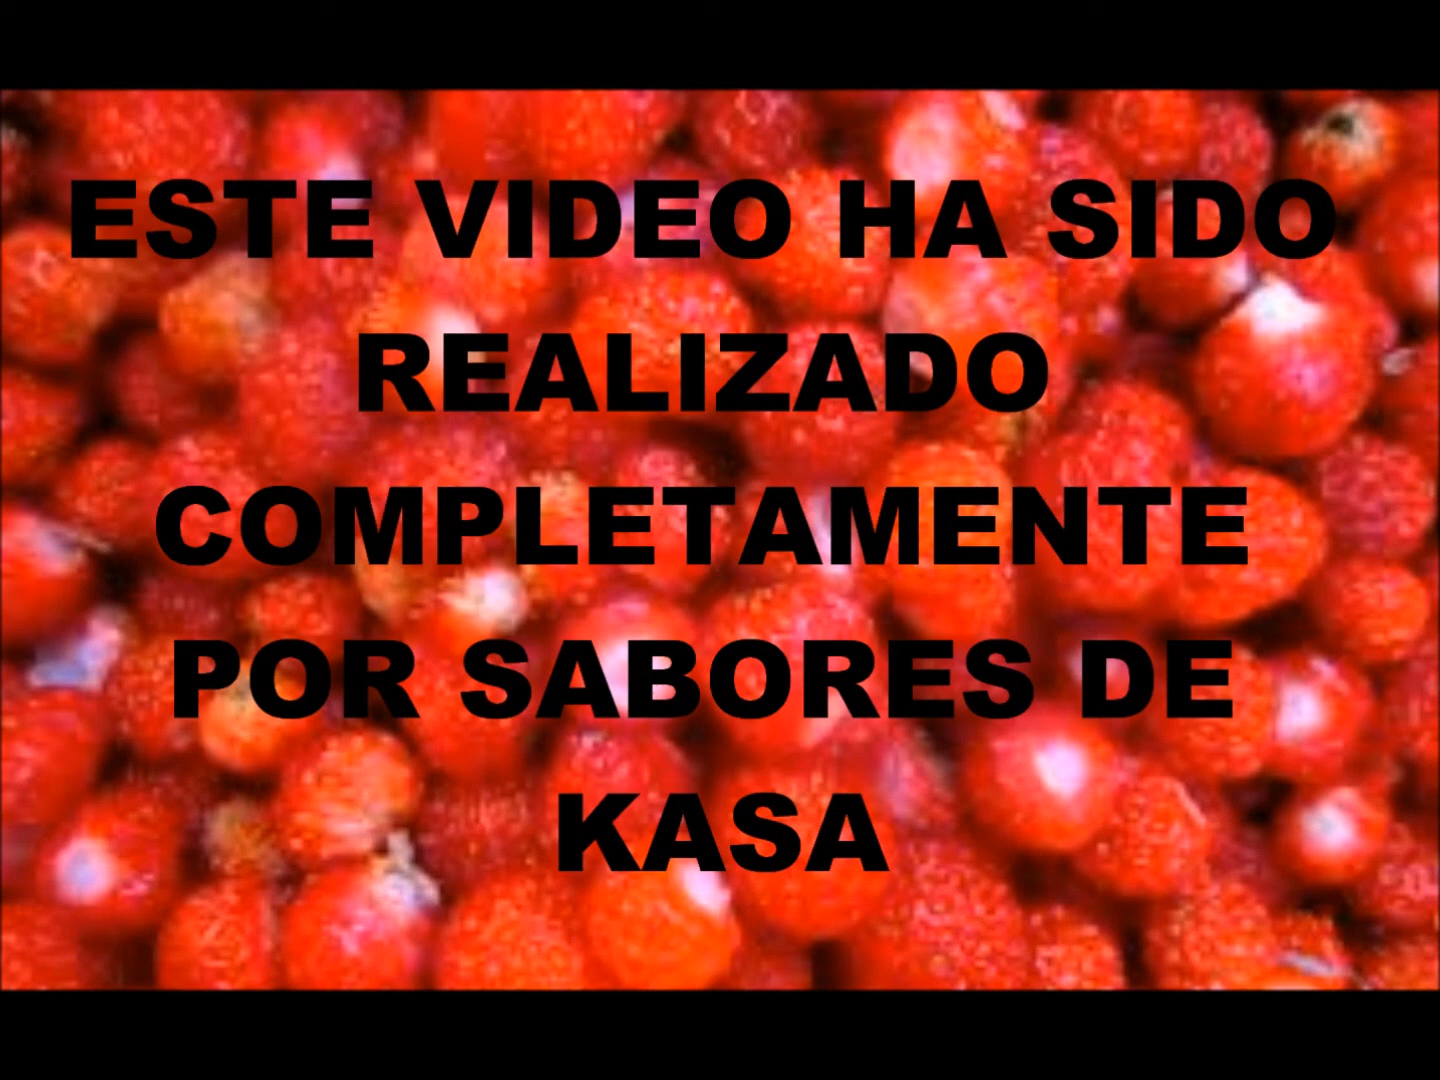 ESTE VIDEO HA SIDO
REALIZADO
COMPLETAMENTE
POR SABORES DE
KASA